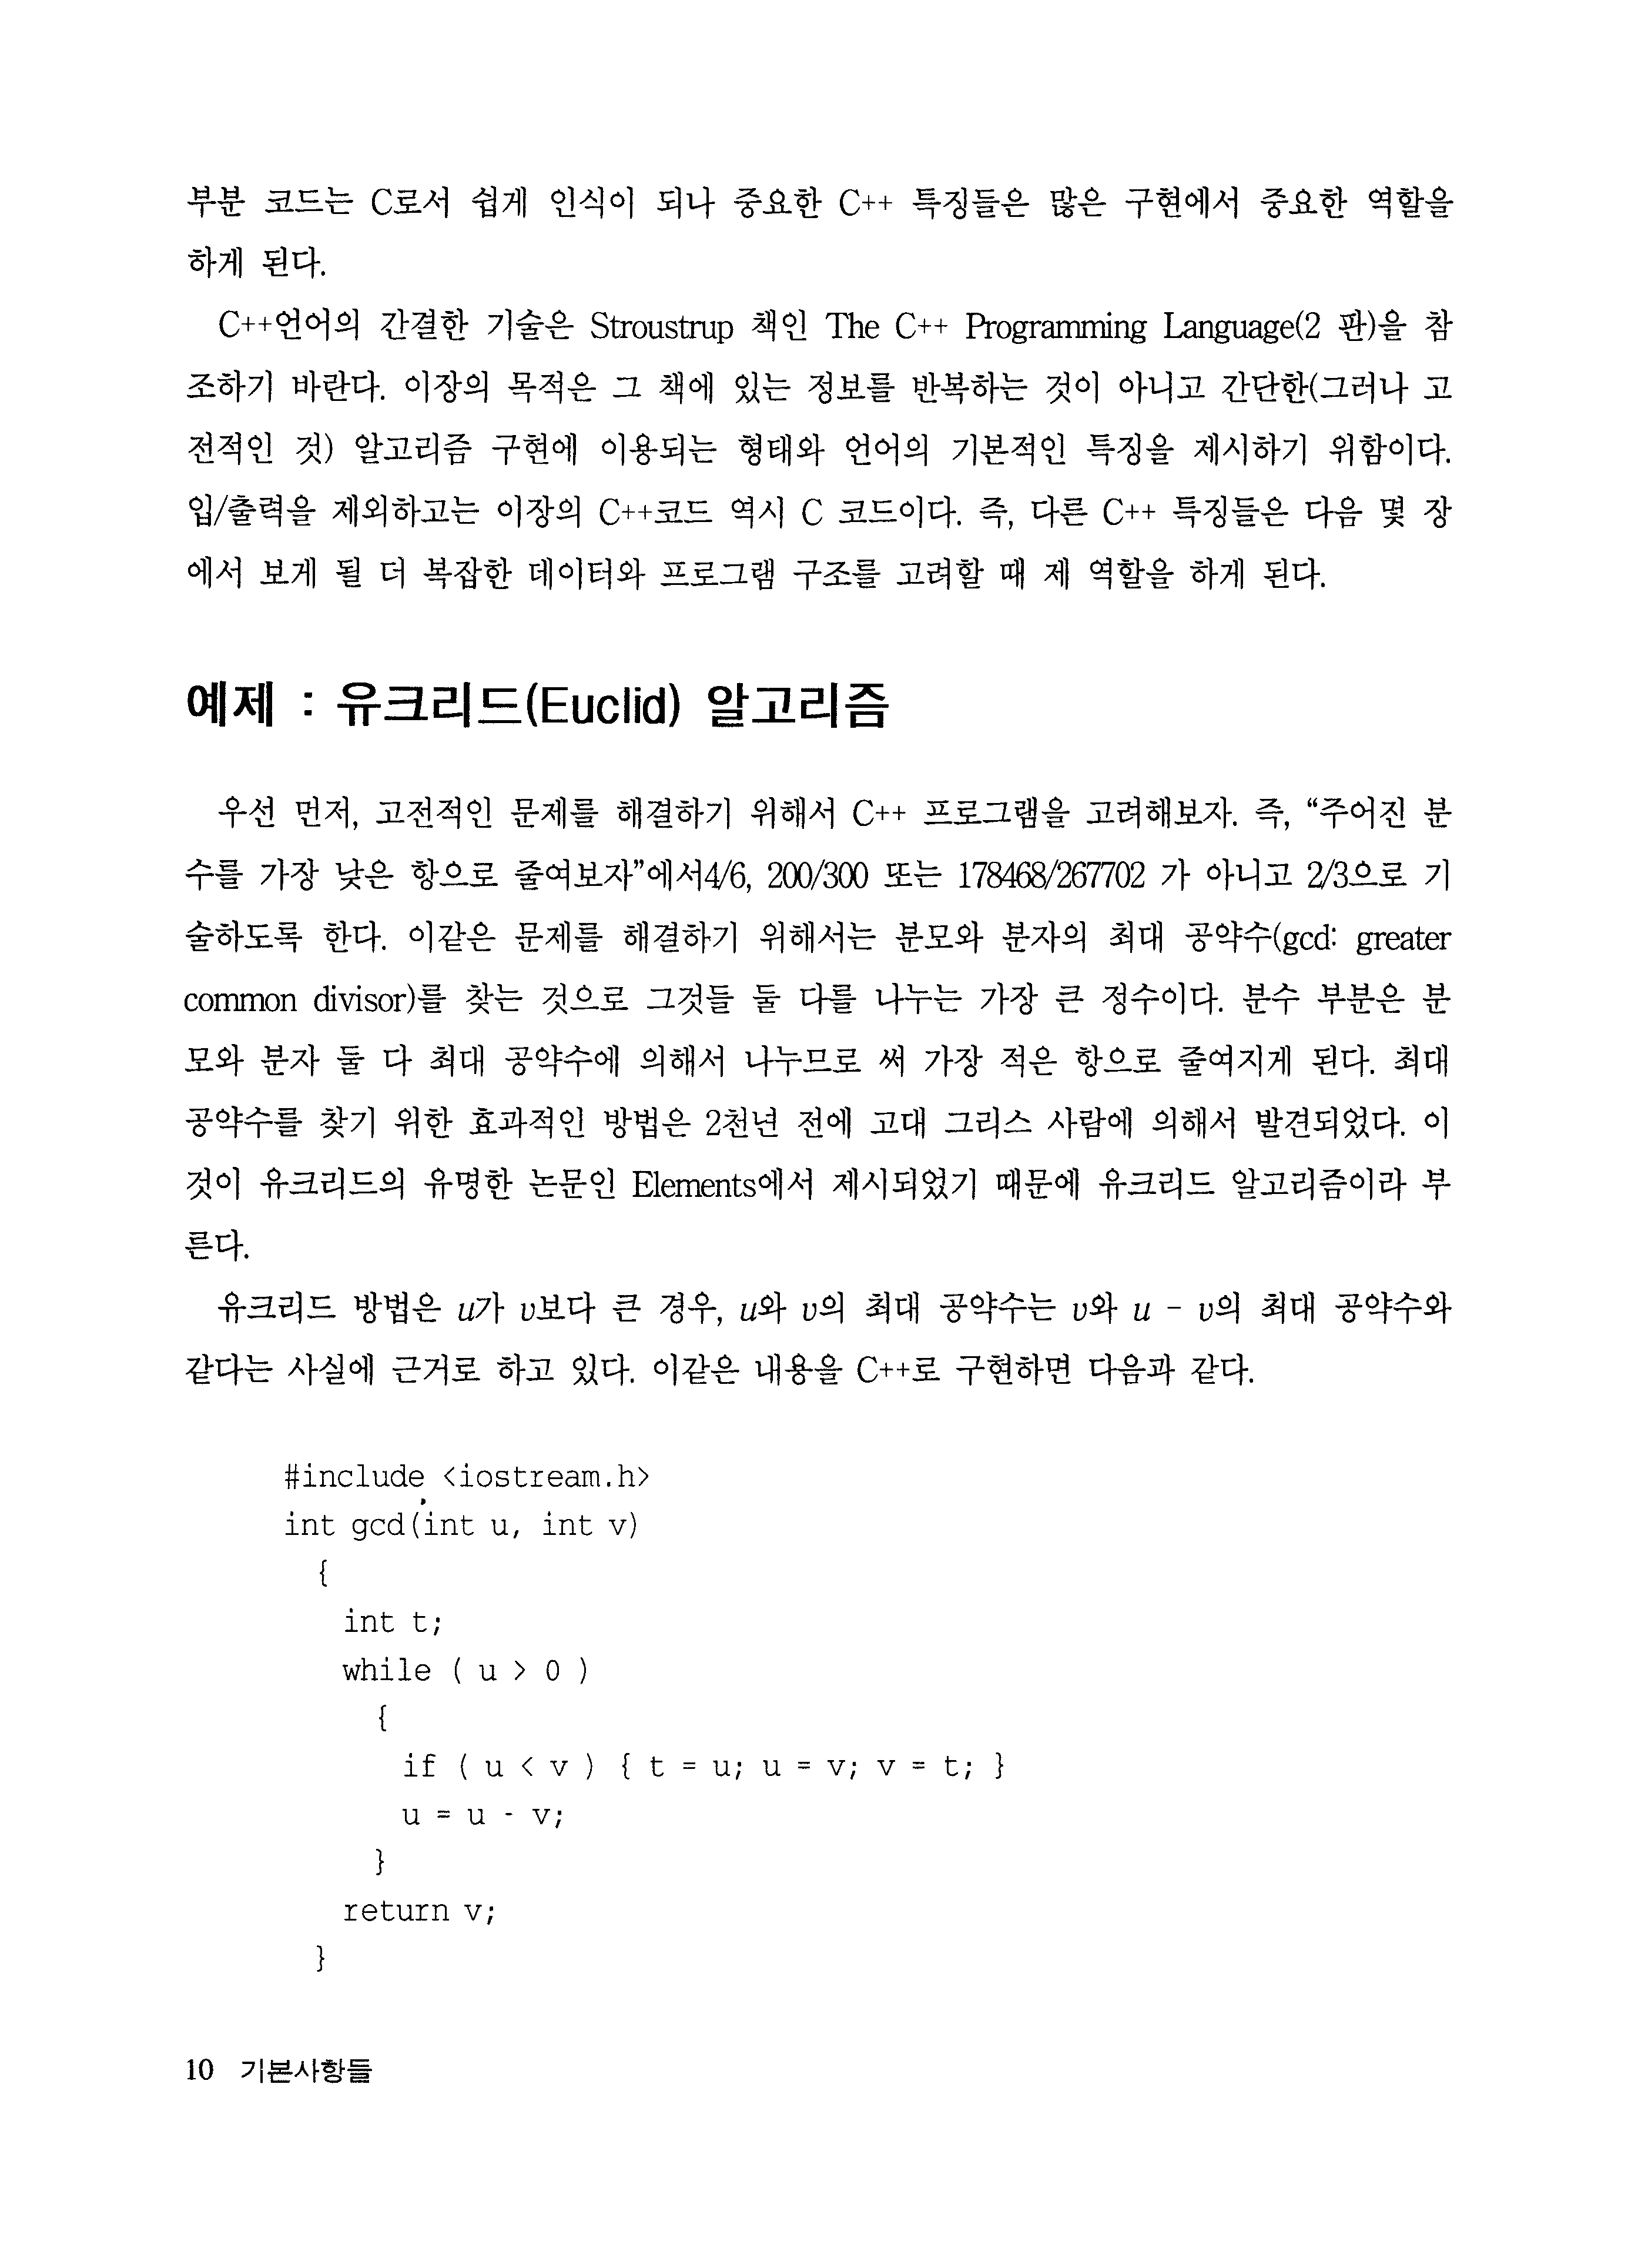 부분 코드는 C로서 쉽게 인식이 되나 중요한 C++ 특징들은 많은 구현에서 중요한 역할을
하게 된다.
C++언어의 간결한 기술은 Stroustrup 책인 The C++ Programming Language(2 판)을 참
조하기 바란다. 이장의 목적은 그 책에 있는 정보를 반복하는 것이 아니고 간단한(그러나 고
전적인 것) 알고리즘 구현에 이용되는 형태와 언어의 기본적인 특징을 제시하기 위함이다.
입/출력을 제외하고는 이장의 C++코드 역시 C 코드이다. 즉, 다른 C++ 특징들은 다음 몇 장
에서 보게 될 더 복잡한 데이터와 프로그램 구조를 고려할 때 제 역할을 하게 된다.
예제 : 유크리드(Euclid) 알고리즘
우선 먼저, 고전적인 문제를 해결하기 위해서 C++ 프로그램을 고려해보자. 즉, “주어진 분
수를 가장 낮은 항으로 줄여보자”에서4/6, 200/300 또는 178468/267702 가 아니고 2/3으로 기
술하도록 한다. 이같은 문제를 해결하기 위해서는 분모와 분자의 최대 공약수(gcd: greater
common divisor)를 찾는 것으로 그것들 둘 다를 나누는 가장 큰 정수이다. 분수 부분은 분
모와 분자 둘 다 최대 공약수에 의해서 나누므로 써 가장 적은 항으로 줄여지게 된다. 최대
공약수를 찾기 위한 효과적인 방법은 2천년 전에 고대 그리스 사람에 의해서 발견되었다. 이
것이 유크리드의 유명한 논문인 Elements에서 제시되었기 때문에 유크리드 알고리즘이라 부
른다.
유크리드 방법은 u가 v보다 큰 경우, u와 v의 최대 공약수는 v와 u - v의 최대 공약수와
같다는 사실에 근거로 하고 있다. 이같은 내용을 C++로 구현하면 다음과 같다.
#include <iostream.h>
int gcd(int u, int v)
{
int t;
while ( u > 0 )
{
if ( u < v ) { t = u; u = v; v = t; }
u = u - v;
}
return v;
}
10 기본사항들